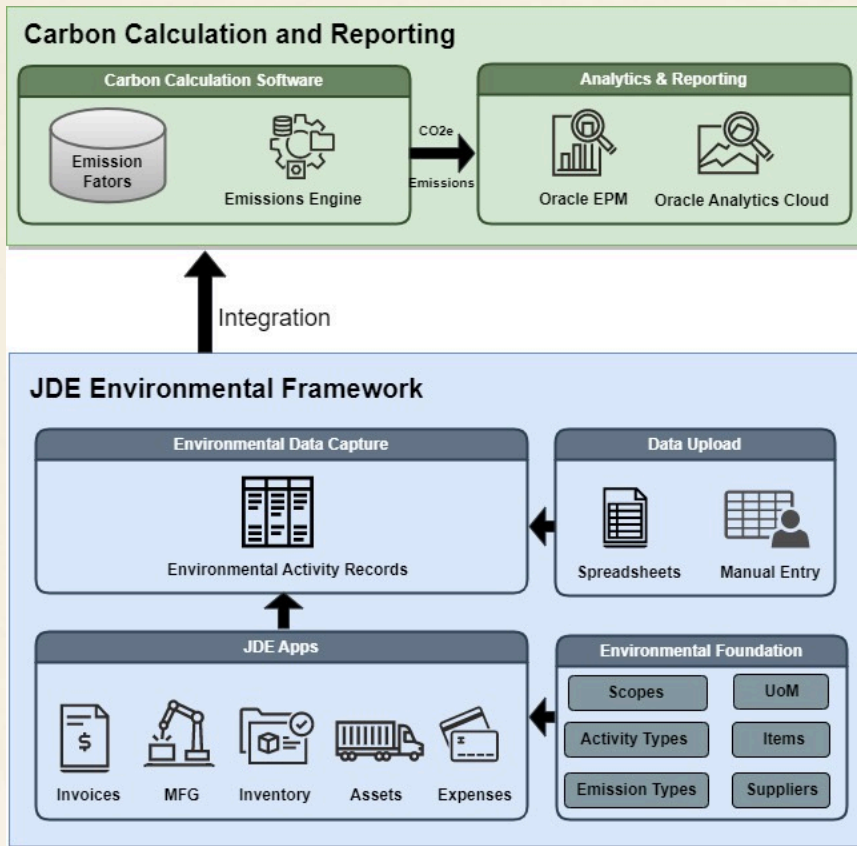 Carbon Calculation and Reporting
Carbon Calculation Software
Emission
Fators
Emissions Engine
CO2e
Emissions
Analytics & Reporting
Oracle EPM
Oracle Analytics Cloud
Integration
JDE Environmental Framework
Environmental Data Capture
Environmental Activity Records
Data Upload
Spreadsheets
Manual Entry
JDE Apps
$
Invoices
MFG
Inventory
Assets
Expenses
Environmental Foundation
Scopes
UoM
Activity Types
Items
Emission Types
Suppliers